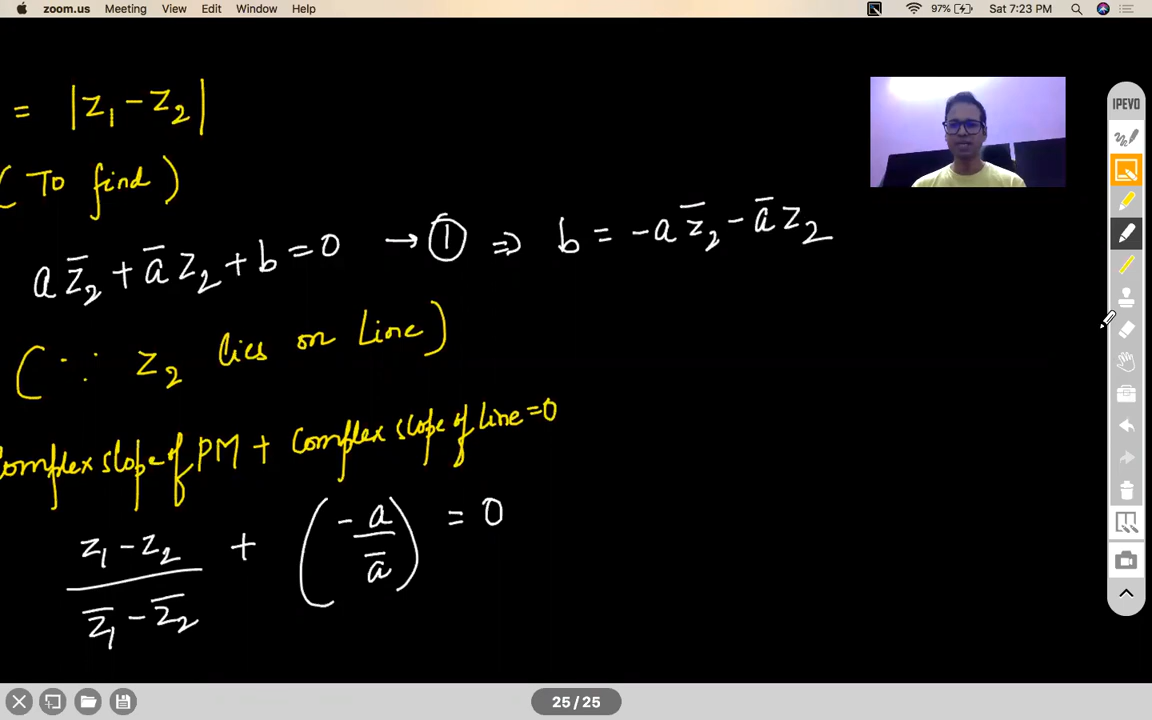 zoom.us Meeting View Edit Window Help 97% Sat 7:23 PM
= |z₁ - z₂|
IPEVO
(To find)
a z̅₂ + a̅ z₂ + b = 0 → ① ⇒ b = -a z̅₂ - a̅ z₂
(∵ z₂ lies on Line)
Complex slope of PM + Complex slope of line = 0
(z₁ - z₂)/(z̅₁ - z̅₂) + (-a/a̅) = 0
25 / 25